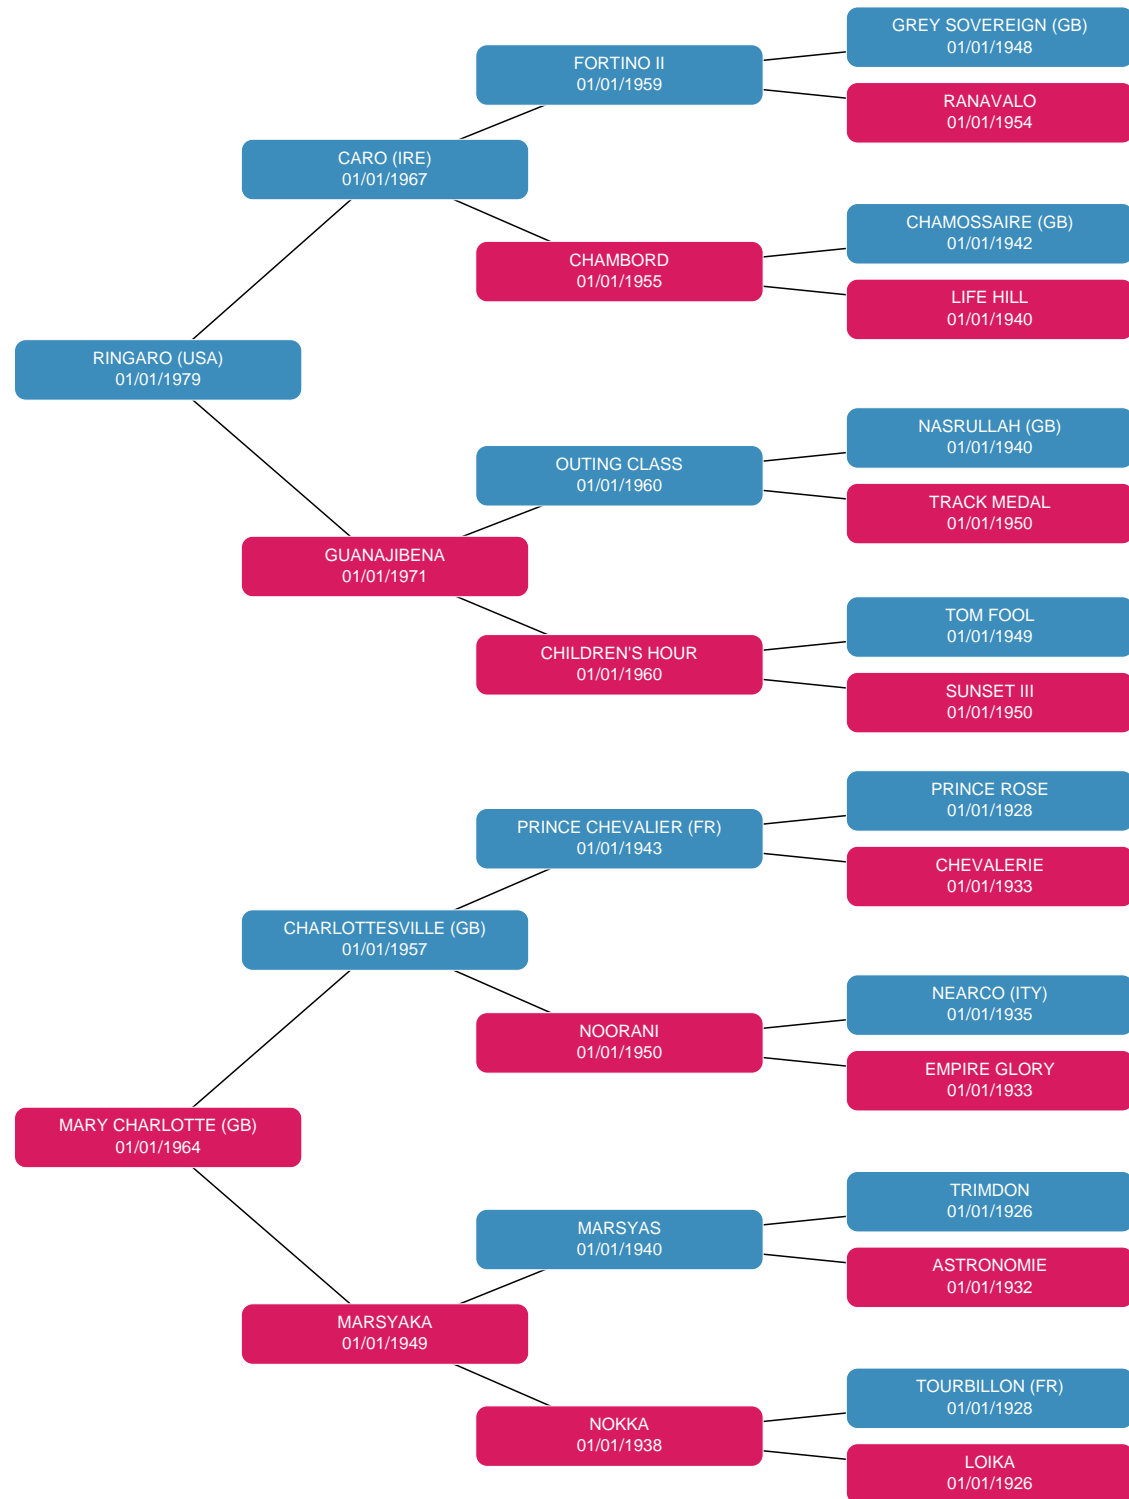 GREY SOVEREIGN (GB)
01/01/1948
FORTINO II
01/01/1959
RANAVALO
01/01/1954
CARO (IRE)
01/01/1967
CHAMOSSAIRE (GB)
01/01/1942
CHAMBORD
01/01/1955
LIFE HILL
01/01/1940
RINGARO (USA)
01/01/1979
NASRULLAH (GB)
01/01/1940
OUTING CLASS
01/01/1960
TRACK MEDAL
01/01/1950
GUANAJIBENA
01/01/1971
TOM FOOL
01/01/1949
CHILDREN'S HOUR
01/01/1960
SUNSET III
01/01/1950
PRINCE ROSE
01/01/1928
PRINCE CHEVALIER (FR)
01/01/1943
CHEVALERIE
01/01/1933
CHARLOTTESVILLE (GB)
01/01/1957
NEARCO (ITY)
01/01/1935
NOORANI
01/01/1950
EMPIRE GLORY
01/01/1933
MARY CHARLOTTE (GB)
01/01/1964
TRIMDON
01/01/1926
MARSYAS
01/01/1940
ASTRONOMIE
01/01/1932
MARSYAKA
01/01/1949
TOURBILLON (FR)
01/01/1928
NOKKA
01/01/1938
LOIKA
01/01/1926